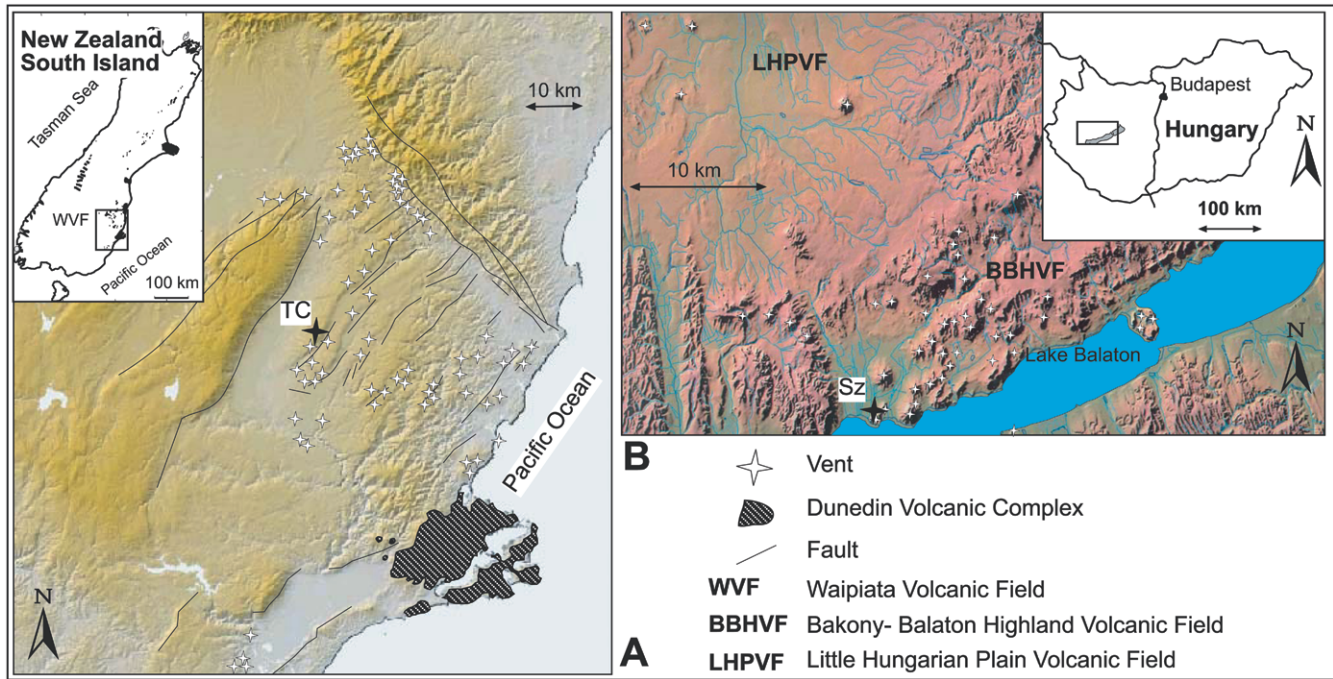 New Zealand
South Island
Tasman Sea
WVF
Pacific Ocean
100 km
10 km
TC
Pacific Ocean
N
A
LHPVF
10 km
BBHVF
Lake Balaton
Sz
N
Budapest
Hungary
N
100 km
B
Vent
Dunedin Volcanic Complex
Fault
WVF Waipiata Volcanic Field
BBHVF Bakony- Balaton Highland Volcanic Field
LHPVF Little Hungarian Plain Volcanic Field